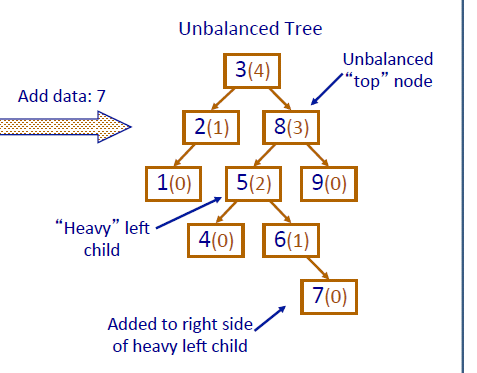 Unbalanced Tree
3(4)
Unbalanced
“top” node
Add data: 7
2(1)
8(3)
1(0)
5(2)
9(0)
“Heavy” left
child
4(0)
6(1)
7(0)
Added to right side
of heavy left child